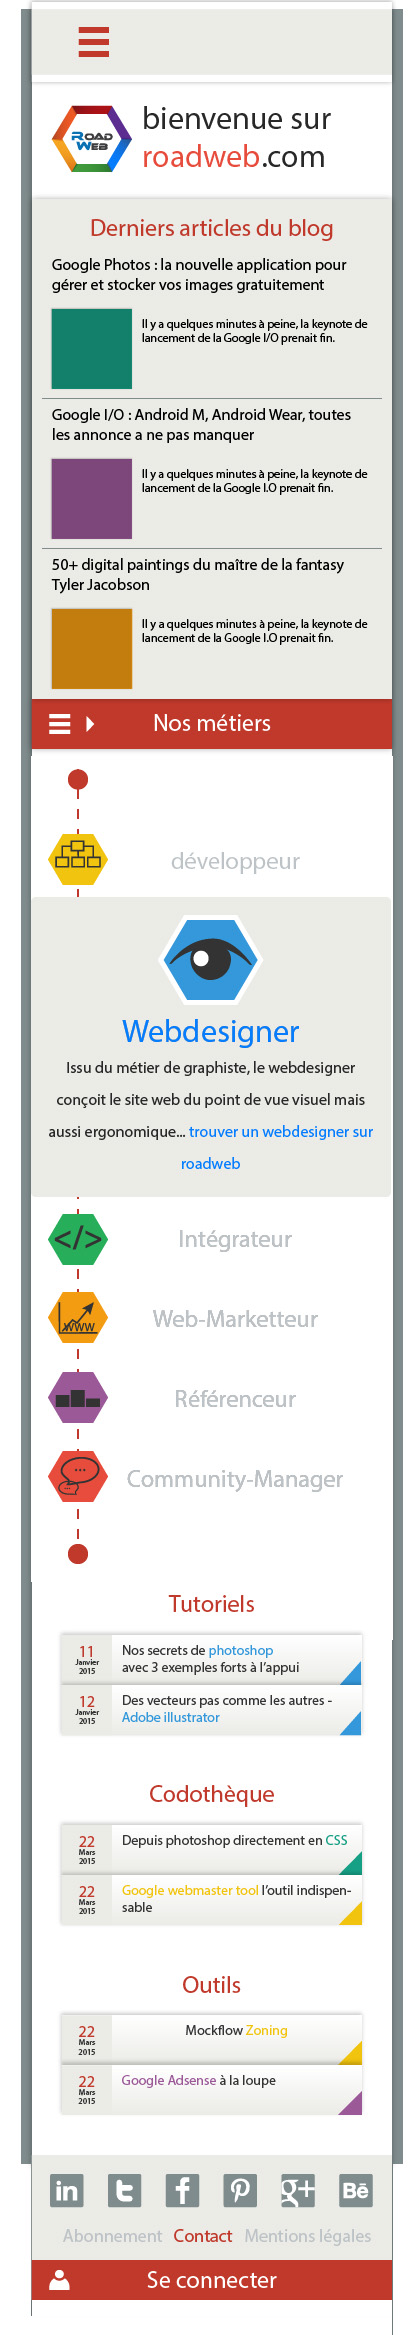 ROAD
WEB
bienvenue sur
roadweb.com
Derniers articles du blog
Google Photos : la nouvelle application pour
gérer et stocker vos images gratuitement
Il y a quelques minutes à peine, la keynote de
lancement de la Google I/O prenait fin.
Google I/O : Android M, Android Wear, toutes
les annonce a ne pas manquer
Il y a quelques minutes à peine, la keynote de
lancement de la Google I.O prenait fin.
50+ digital paintings du maître de la fantasy
Tyler Jacobson
Il y a quelques minutes à peine, la keynote de
lancement de la Google I.O prenait fin.
Nos métiers
développeur
Webdesigner
Issu du métier de graphiste, le webdesigner
conçoit le site web du point de vue visuel mais
aussi ergonomique... trouver un webdesigner sur
roadweb
</> Intégrateur
WWW Web-Marketteur
Référenceur
Community-Manager
Tutoriels
11
Janvier
2015
Nos secrets de photoshop
avec 3 exemples forts à l'appui
12
Janvier
2015
Des vecteurs pas comme les autres -
Adobe illustrator
Codothèque
22
Mars
2015
Depuis photoshop directement en CSS
22
Mars
2015
Google webmaster tool l'outil indispen-
sable
Outils
22
Mars
2015
Mockflow Zoning
22
Mars
2015
Google Adsense à la loupe
in t f P g+ Bē
Abonnement Contact Mentions légales
Se connecter